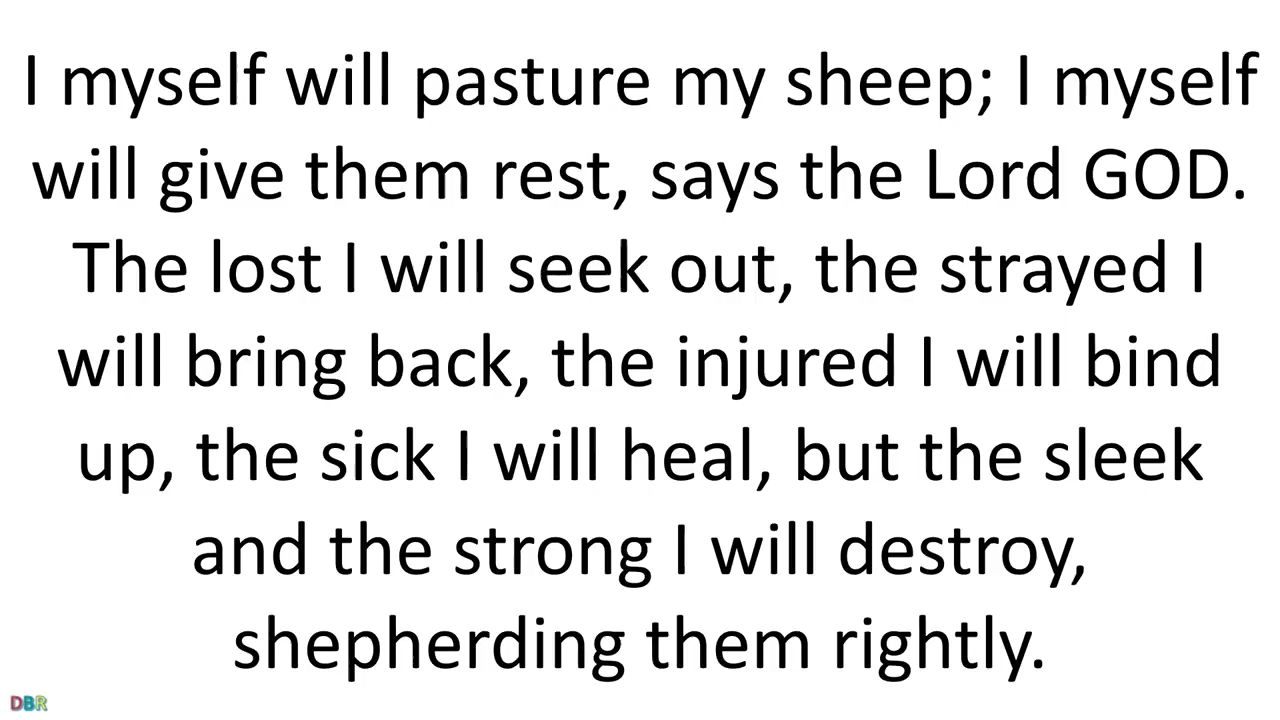 I myself will pasture my sheep; I myself
will give them rest, says the Lord GOD.
The lost I will seek out, the strayed I
will bring back, the injured I will bind
up, the sick I will heal, but the sleek
and the strong I will destroy,
shepherding them rightly.
DBR